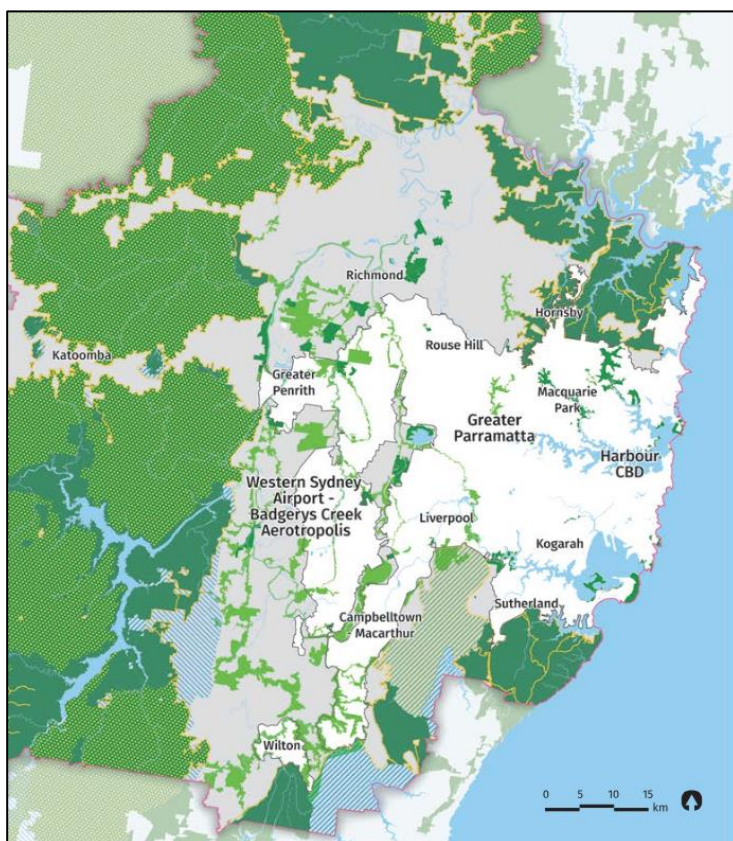 Richmond
Hornsby
Katoomba
Rouse Hill
Greater
Penrith
Macquarie
Park
Greater
Parramatta
Harbour
CBD
Western Sydney
Airport -
Badgerys Creek
Aerotropolis
Liverpool
Kogarah
Sutherland
Campbelltown
- Macarthur
Wilton
0 5 10 15
km